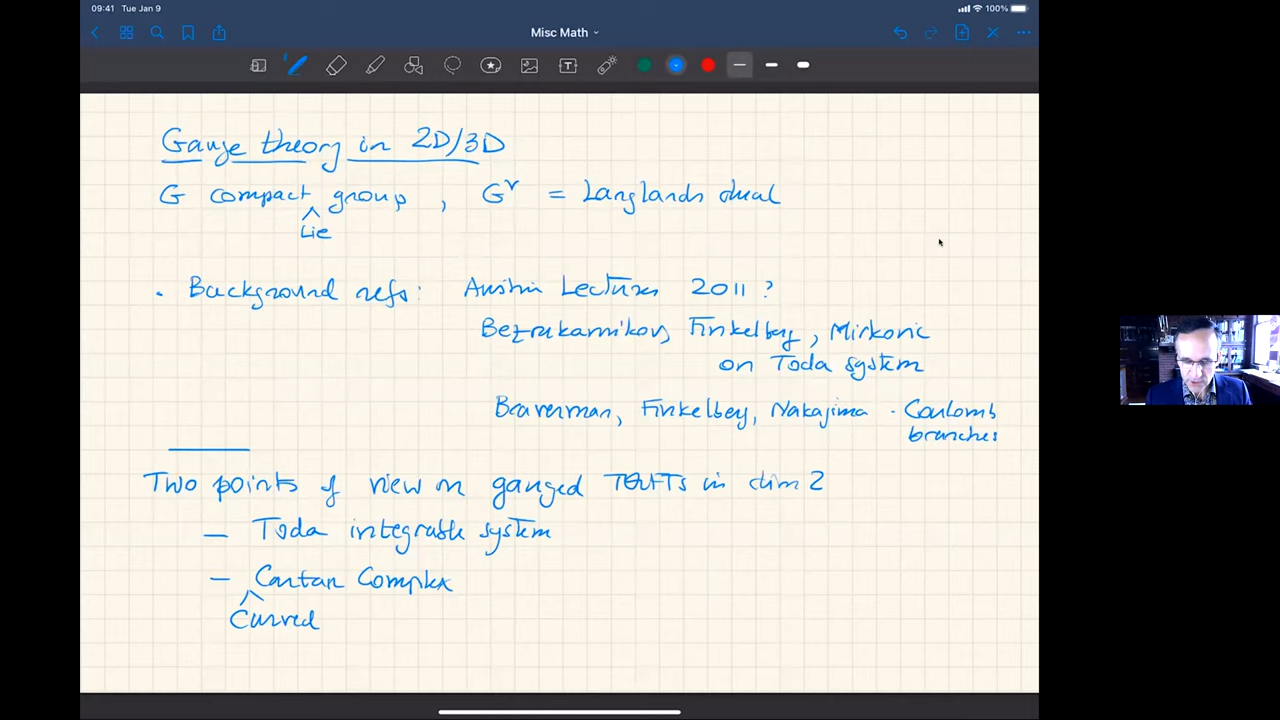 09:41 Tue Jan 9
100%
Misc Math
Gauge theory in 2D/3D
G compact group, G^∨ = Langlands dual
Lie
· Background refs: Austin Lectures 2011?
Bezrukarnikov, Finkelberg, Mirkovic
on Toda system
Braverman, Finkelberg, Nakajima · Coulomb
branches
Two points of view on gauged TQFTs in dim 2
— Toda integrable system
— Cartan Complex
Curved